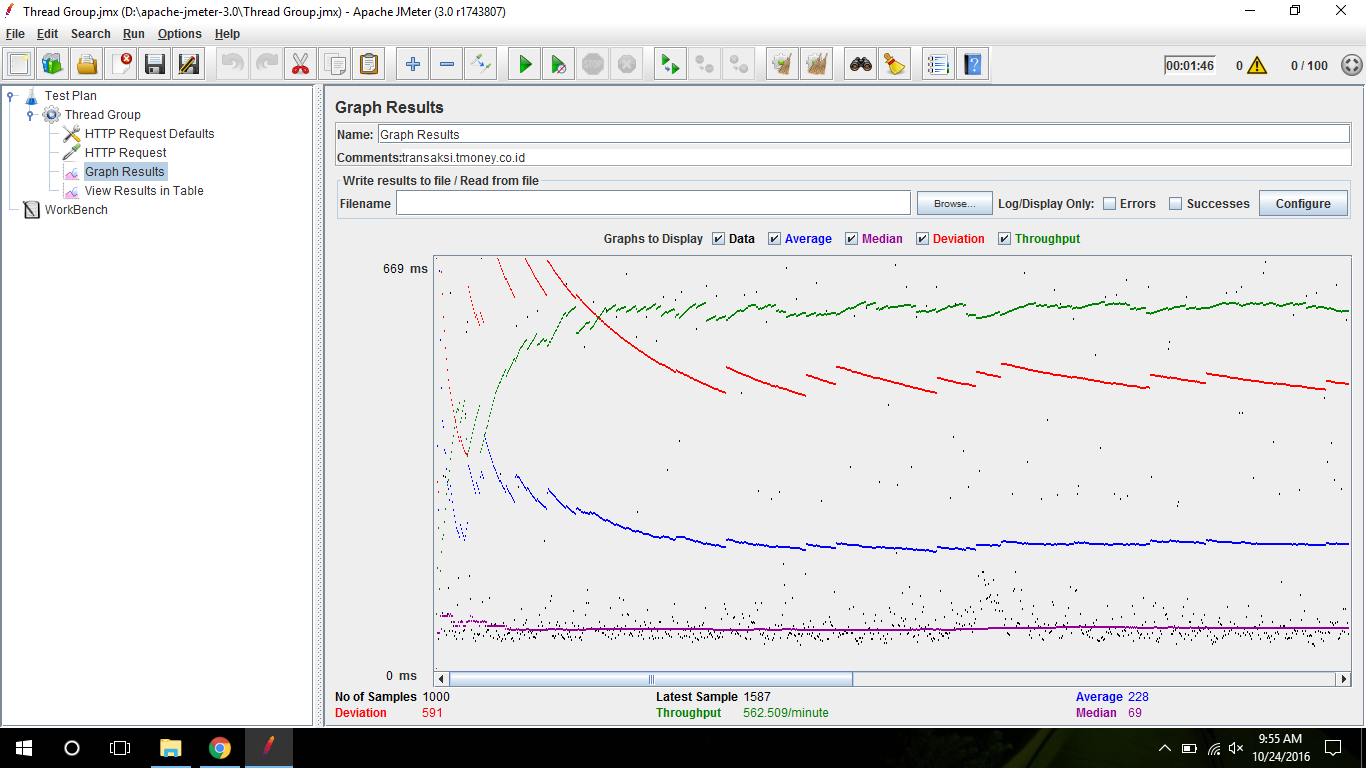 Thread Group.jmx (D:\apache-jmeter-3.0\Thread Group.jmx) - Apache JMeter (3.0 r1743807)
File Edit Search Run Options Help
00:01:46 0 0 / 100
Test Plan
Thread Group
HTTP Request Defaults
HTTP Request
Graph Results
View Results in Table
WorkBench
Graph Results
Name: Graph Results
Comments: transaksi.tmoney.co.id
Write results to file / Read from file
Filename Browse... Log/Display Only: Errors Successes Configure
Graphs to Display Data Average Median Deviation Throughput
669 ms
0 ms
No of Samples 1000 Latest Sample 1587 Average 228
Deviation 591 Throughput 562.509/minute Median 69
9:55 AM
10/24/2016